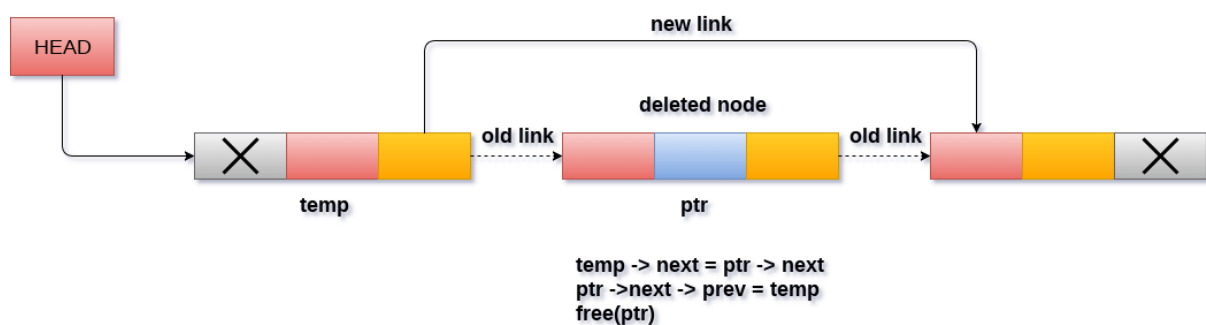 new link
HEAD
deleted node
old link
old link
temp
ptr
temp -> next = ptr -> next
ptr ->next -> prev = temp
free(ptr)